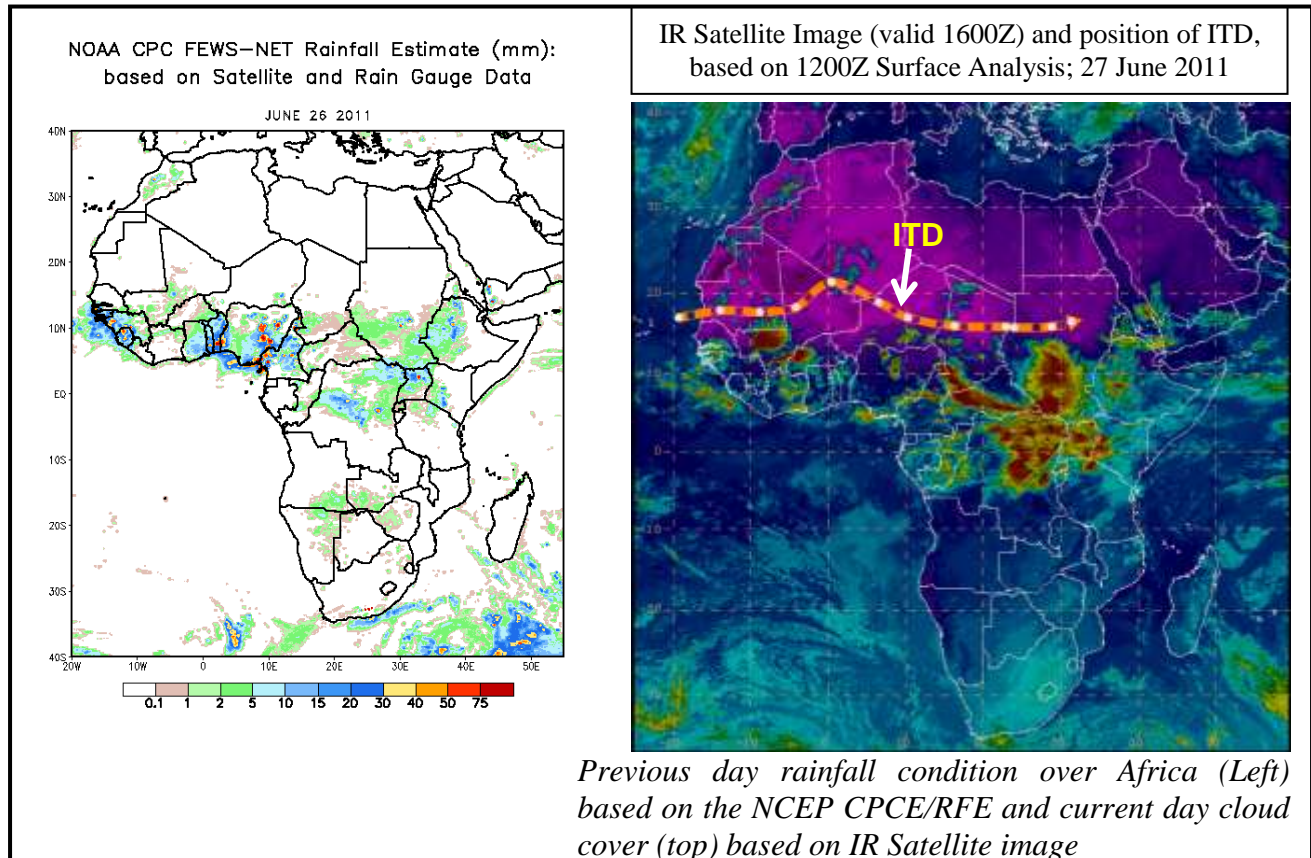 NOAA CPC FEWS-NET Rainfall Estimate (mm):
based on Satellite and Rain Gauge Data
JUNE 26 2011
40N
30N
20N
10N
EQ
10S
20S
30S
40S
20W 10W 0 10E 20E 30E 40E 50E
0.1 1 2 5 10 15 20 30 40 50 75
IR Satellite Image (valid 1600Z) and position of ITD,
based on 1200Z Surface Analysis; 27 June 2011
ITD
Previous day rainfall condition over Africa (Left)
based on the NCEP CPCE/RFE and current day cloud
cover (top) based on IR Satellite image